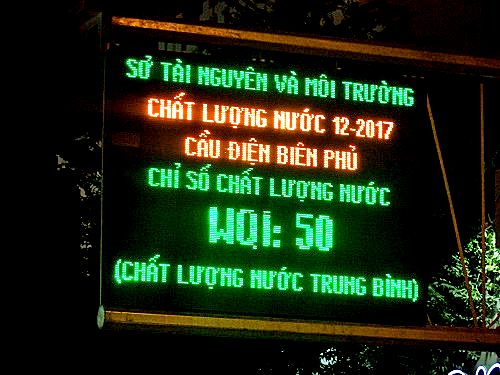 SỞ TÀI NGUYÊN VÀ MÔI TRƯỜNG
CHẤT LƯỢNG NƯỚC 12-2017
CẦU ĐIỆN BIÊN PHỦ
CHỈ SỐ CHẤT LƯỢNG NƯỚC
WQI: 50
(CHẤT LƯỢNG NƯỚC TRUNG BÌNH)